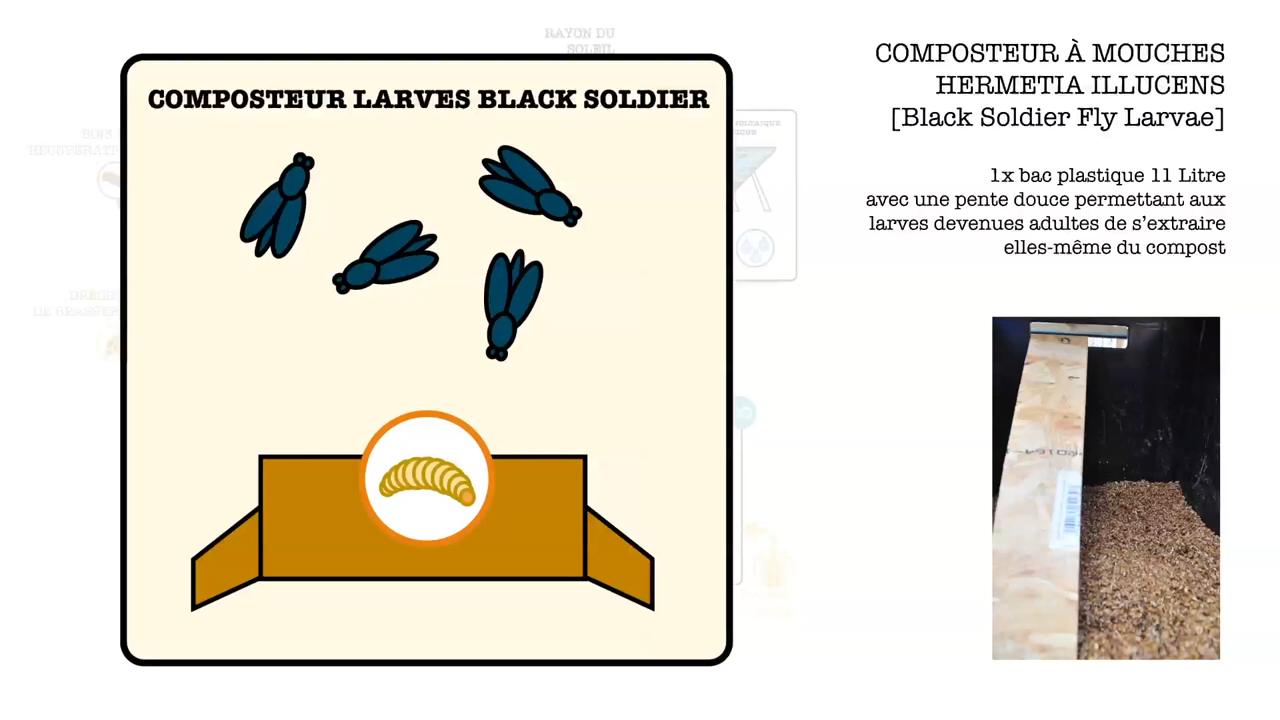 RAYON DU
SOLEIL
COMPOSTEUR LARVES BLACK SOLDIER
COMPOSTEUR À MOUCHES
HERMETIA ILLUCENS
[Black Soldier Fly Larvae]
1x bac plastique 11 Litre
avec une pente douce permettant aux
larves devenues adultes de s'extraire
elles-même du compost